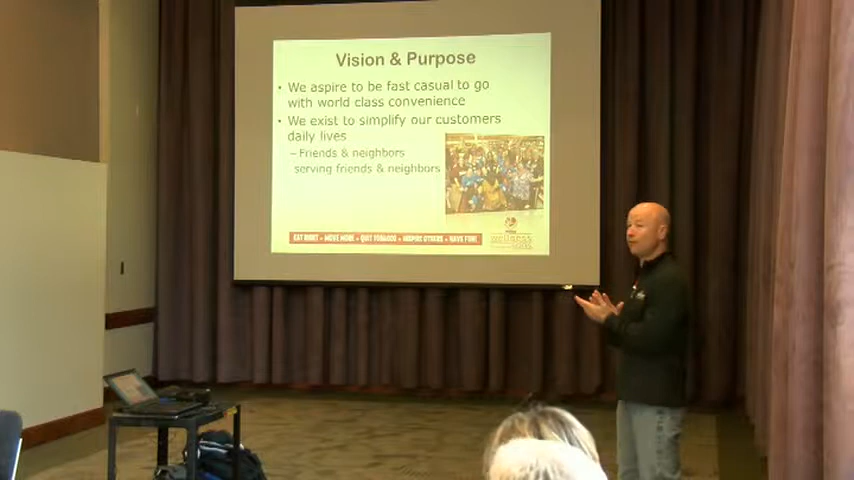 Vision & Purpose
• We aspire to be fast casual to go
with world class convenience
• We exist to simplify our customers
daily lives
– Friends & neighbors
serving friends & neighbors
EAT RIGHT • MOVE MORE • QUIT TOBACCO • INSPIRE OTHERS • HAVE FUN!
wellness